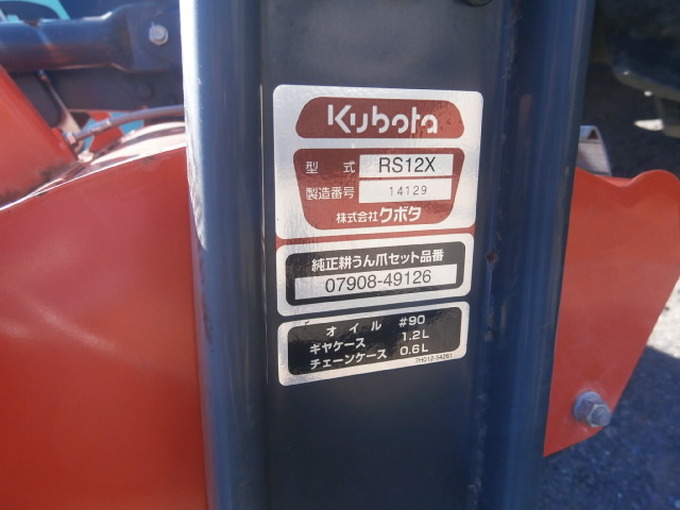 Kubota
型式 RS12X
製造番号 14129
株式会社クボタ
純正耕うん爪セット品番
07908-49126
オイル #90
ギヤケース 1.2L
チェーンケース 0.6L
7H012-54281